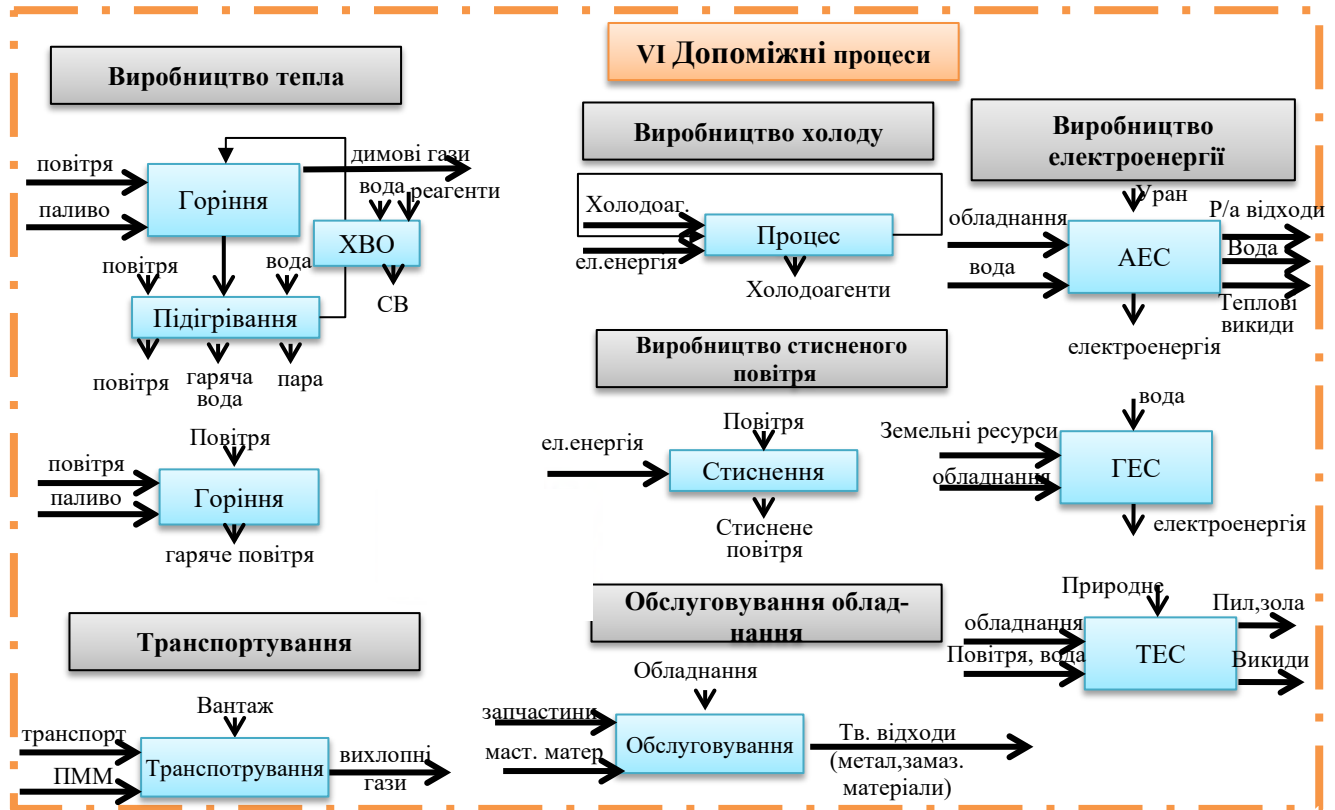 VI Допоміжні процеси
Виробництво тепла
повітря
паливо
Горіння
димові гази
вода
реагенти
ХВО
СВ
повітря
вода
Підігрівання
повітря
гаряча
вода
пара
Повітря
повітря
паливо
Горіння
гаряче повітря
Транспортування
Вантаж
транспорт
ПММ
Транспотрування
вихлопні
гази
Виробництво холоду
Холодоаг.
ел.енергія
Процес
Холодоагенти
Виробництво стисненого
повітря
Повітря
ел.енергія
Стиснення
Стиснене
повітря
Обслуговування облад-
нання
Обладнання
запчастини
маст. матер
Обслуговування
Тв. відходи
(метал,замаз.
матеріали)
Виробництво
електроенергії
Уран
обладнання
вода
АЕС
Р/а відходи
Вода
Теплові
викиди
електроенергія
вода
Земельні ресурси
обладнання
ГЕС
електроенергія
Природне
обладнання
Повітря, вода
ТЕС
Пил,зола
Викиди